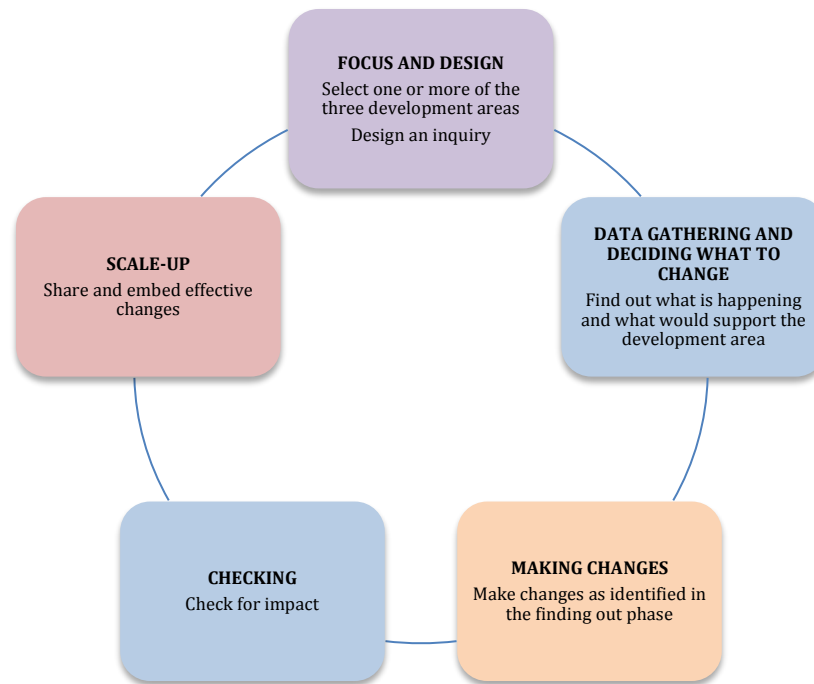 FOCUS AND DESIGN
Select one or more of the
three development areas
Design an inquiry
DATA GATHERING AND
DECIDING WHAT TO
CHANGE
Find out what is happening
and what would support the
development area
MAKING CHANGES
Make changes as identified in
the finding out phase
CHECKING
Check for impact
SCALE-UP
Share and embed effective
changes